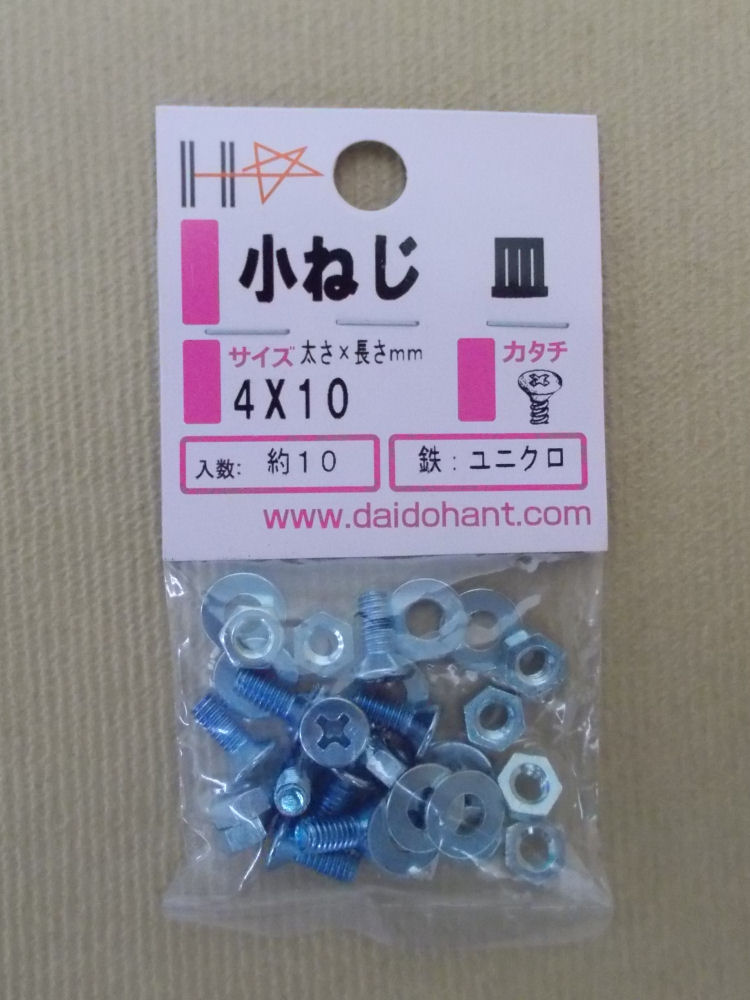 小ねじ 皿
サイズ 太さ×長さmm カタチ
4X10
入数: 約10 鉄:ユニクロ
www.daidohant.com